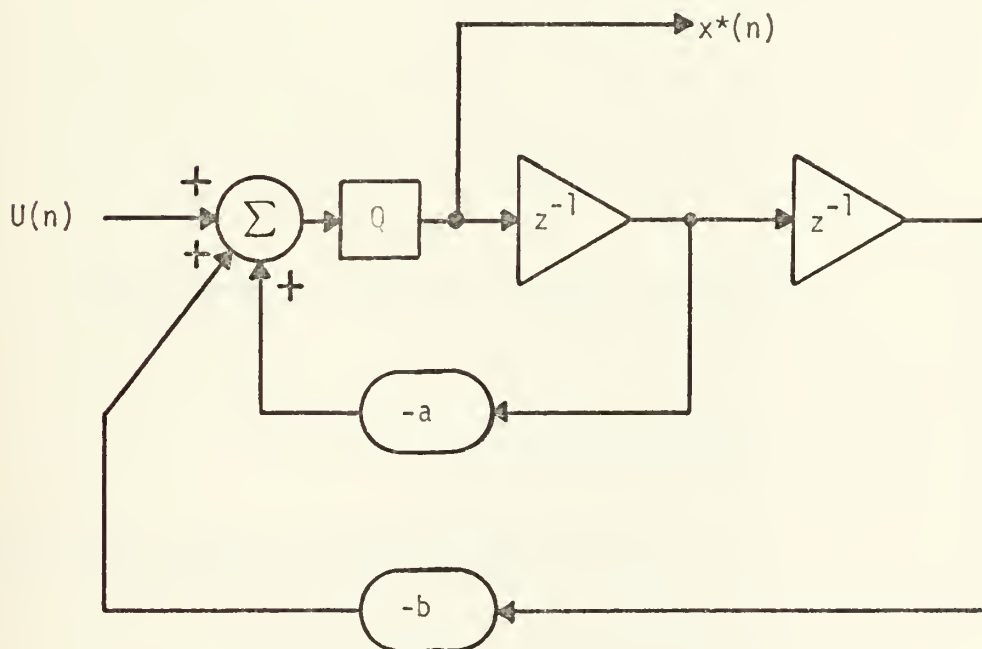 x*(n)
U(n)
+
+
+
Σ
Q
z⁻¹
z⁻¹
-a
-b